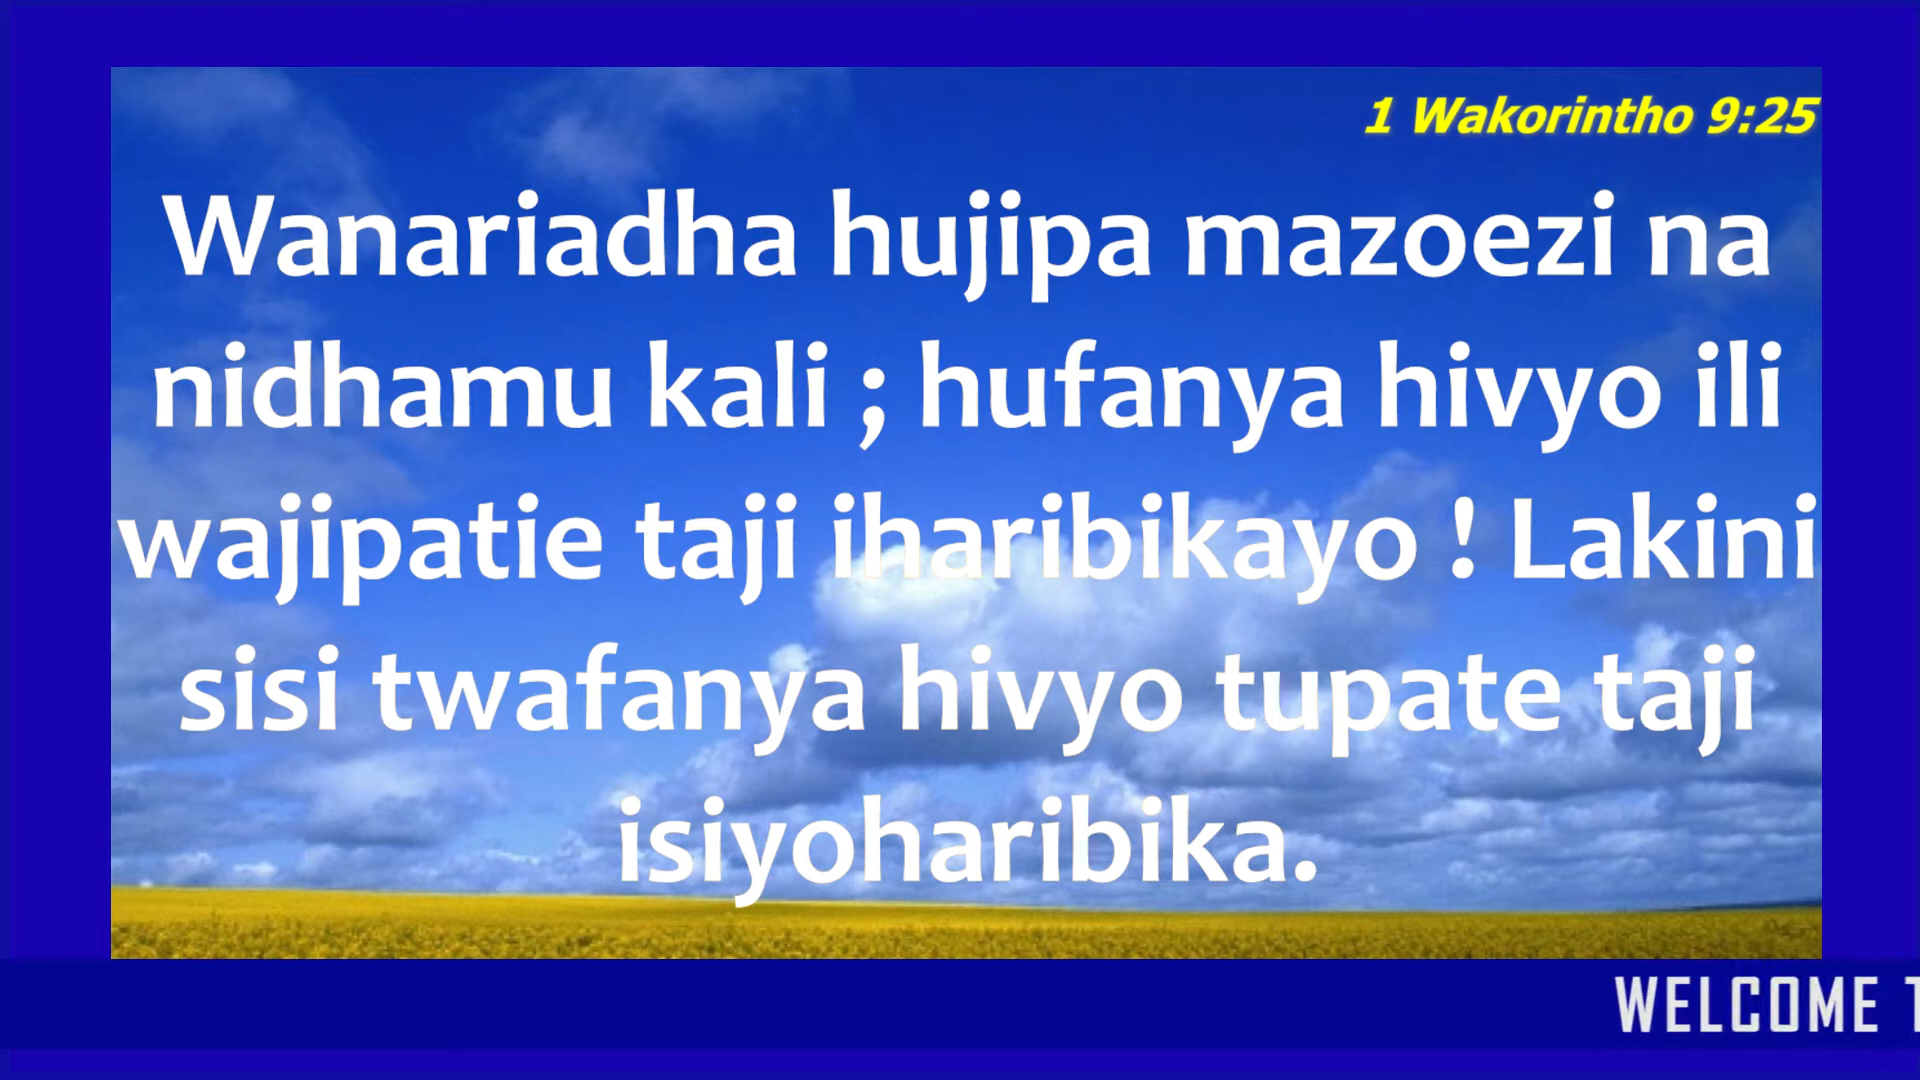 1 Wakorintho 9:25
Wanariadha hujipa mazoezi na
nidhamu kali ; hufanya hivyo ili
wajipatie taji iharibikayo ! Lakini
sisi twafanya hivyo tupate taji
isiyoharibika.
WELCOME